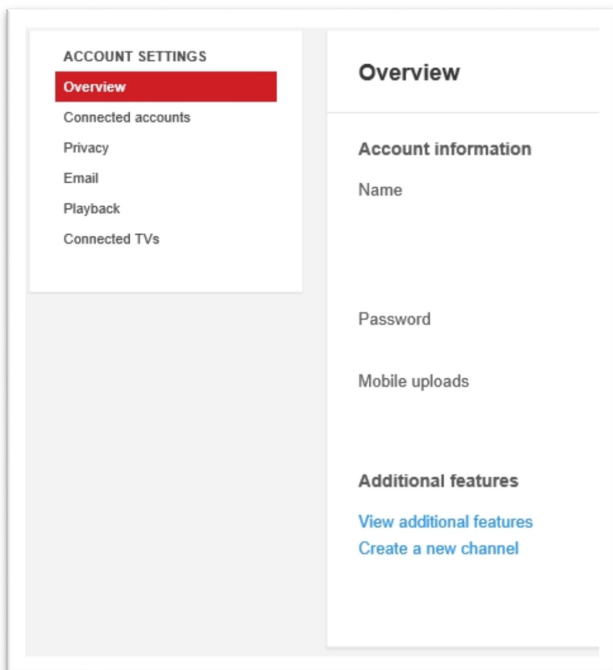 ACCOUNT SETTINGS
Overview
Connected accounts
Privacy
Email
Playback
Connected TVs
Overview
Account information
Name
Password
Mobile uploads
Additional features
View additional features
Create a new channel